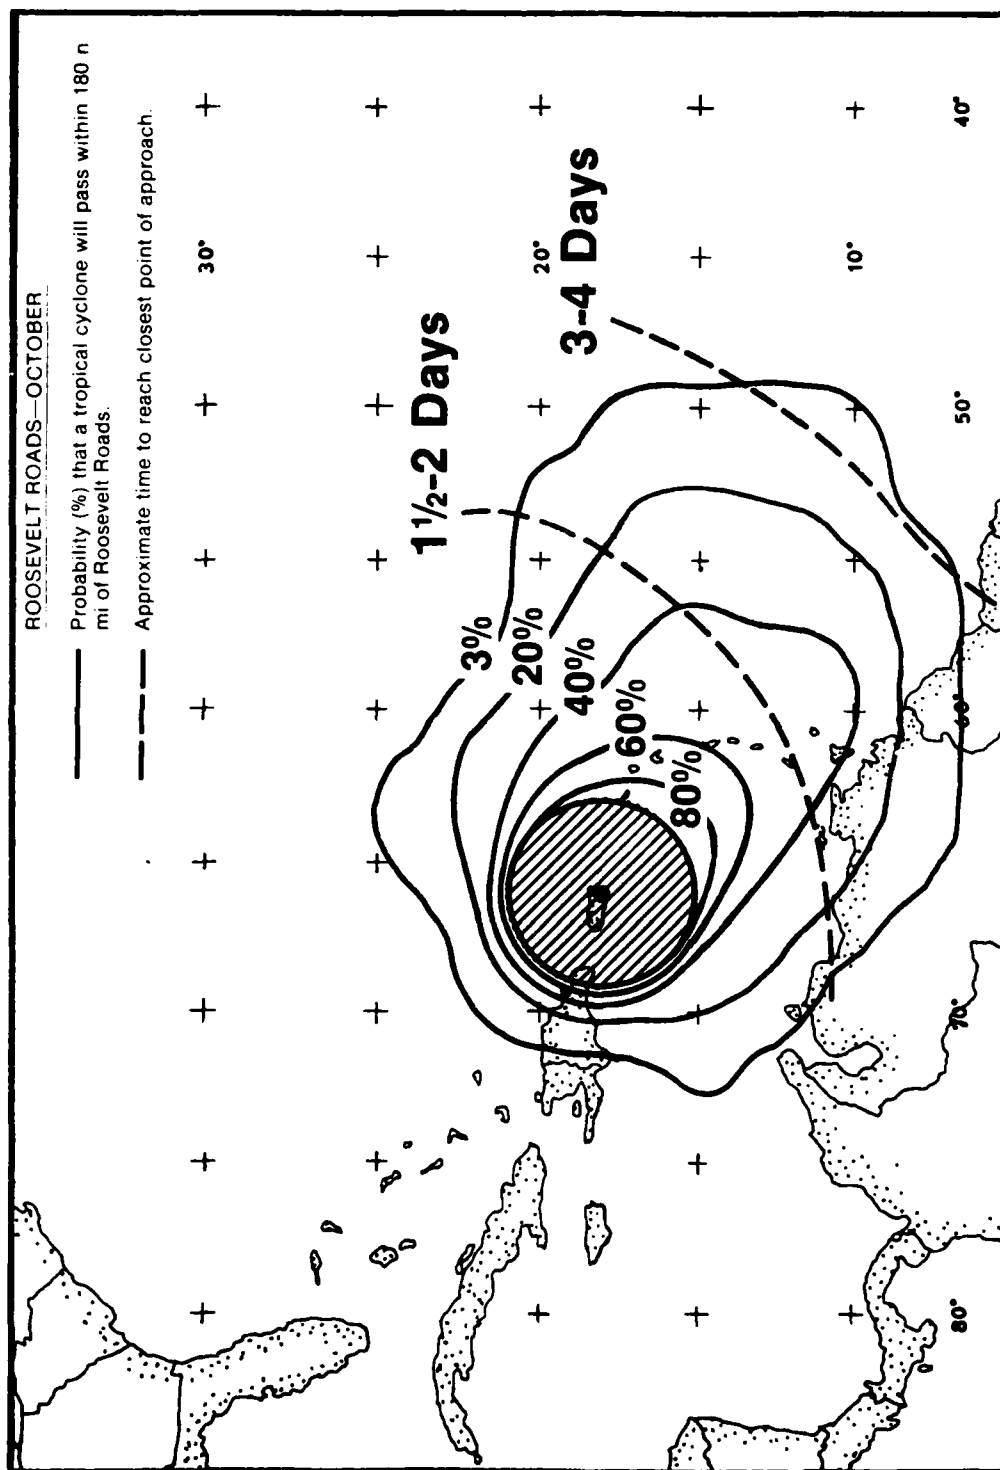 ROOSEVELT ROADS—OCTOBER
Probability (%) that a tropical cyclone will pass within 180 n
mi of Roosevelt Roads.
Approximate time to reach closest point of approach.
30°
20°
10°
40°
50°
60°
70°
80°
1½-2 Days
3-4 Days
3%
20%
40%
60%
80%